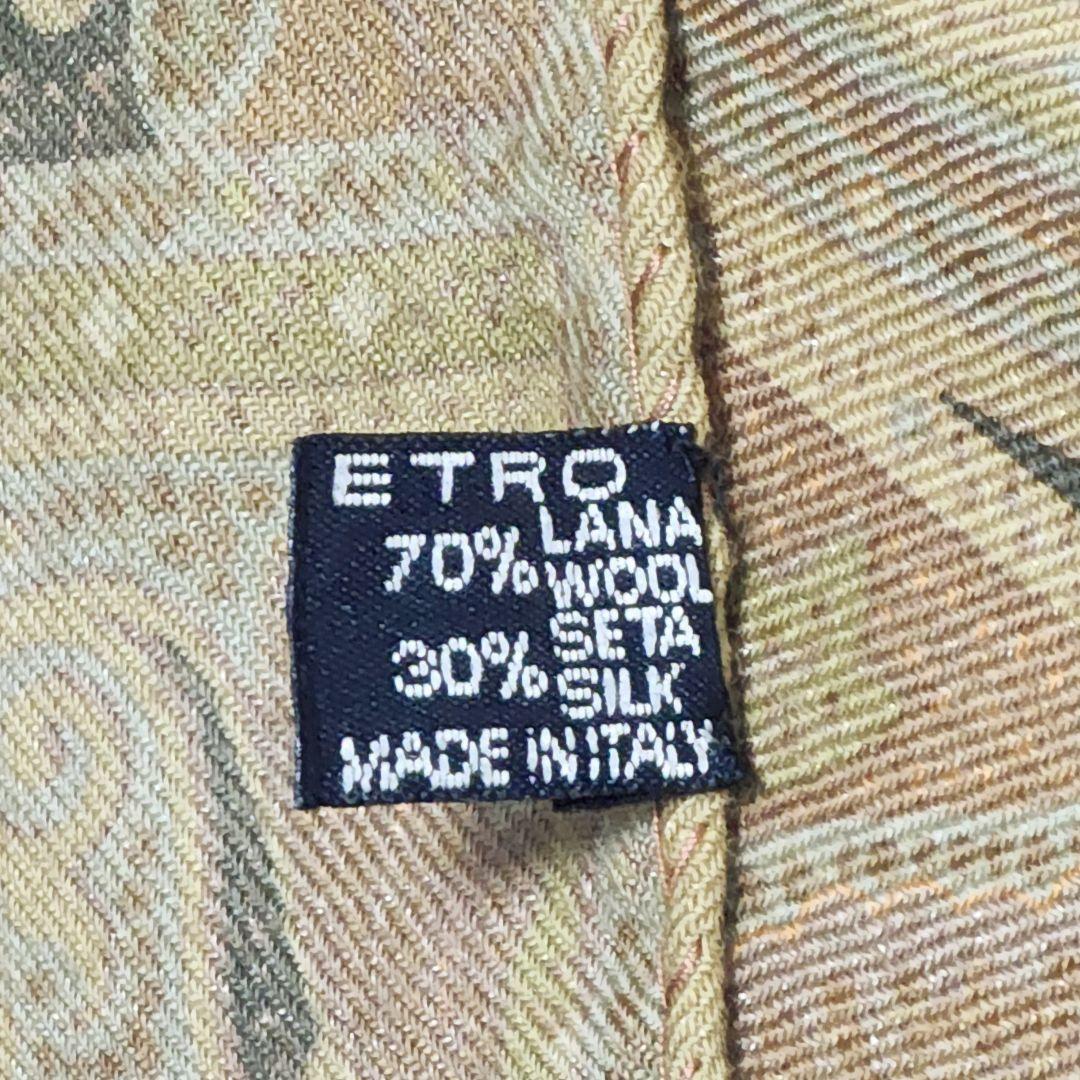 ETRO
70% LANA
WOOL
30% SETA
SILK
MADE IN ITALY